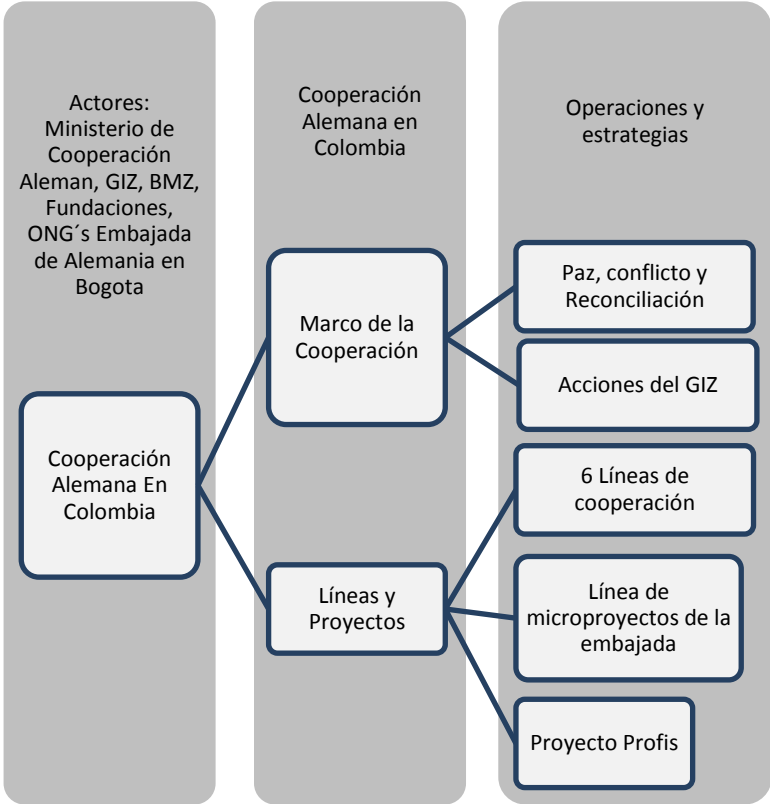 Actores:
Ministerio de
Cooperación
Aleman, GIZ, BMZ,
Fundaciones,
ONG´s Embajada
de Alemania en
Bogota
Cooperación
Alemana En
Colombia
Cooperación
Alemana en
Colombia
Marco de la
Cooperación
Líneas y
Proyectos
Operaciones y
estrategias
Paz, conflicto y
Reconciliación
Acciones del GIZ
6 Líneas de
cooperación
Línea de
microproyectos de la
embajada
Proyecto Profis